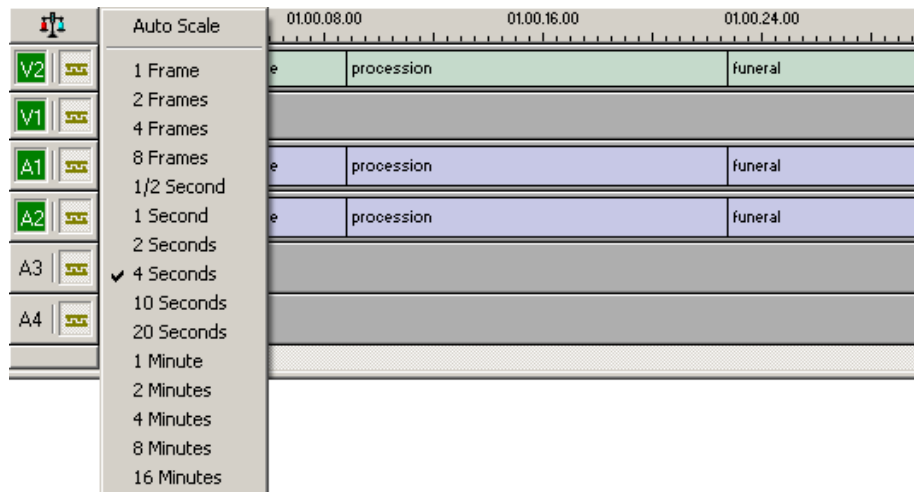 01.00.08.00 01.00.16.00 01.00.24.00
Auto Scale
1 Frame
2 Frames
4 Frames
8 Frames
1/2 Second
1 Second
2 Seconds
4 Seconds
10 Seconds
20 Seconds
1 Minute
2 Minutes
4 Minutes
8 Minutes
16 Minutes
V2 e procession funeral
V1
A1 e procession funeral
A2 e procession funeral
A3
A4